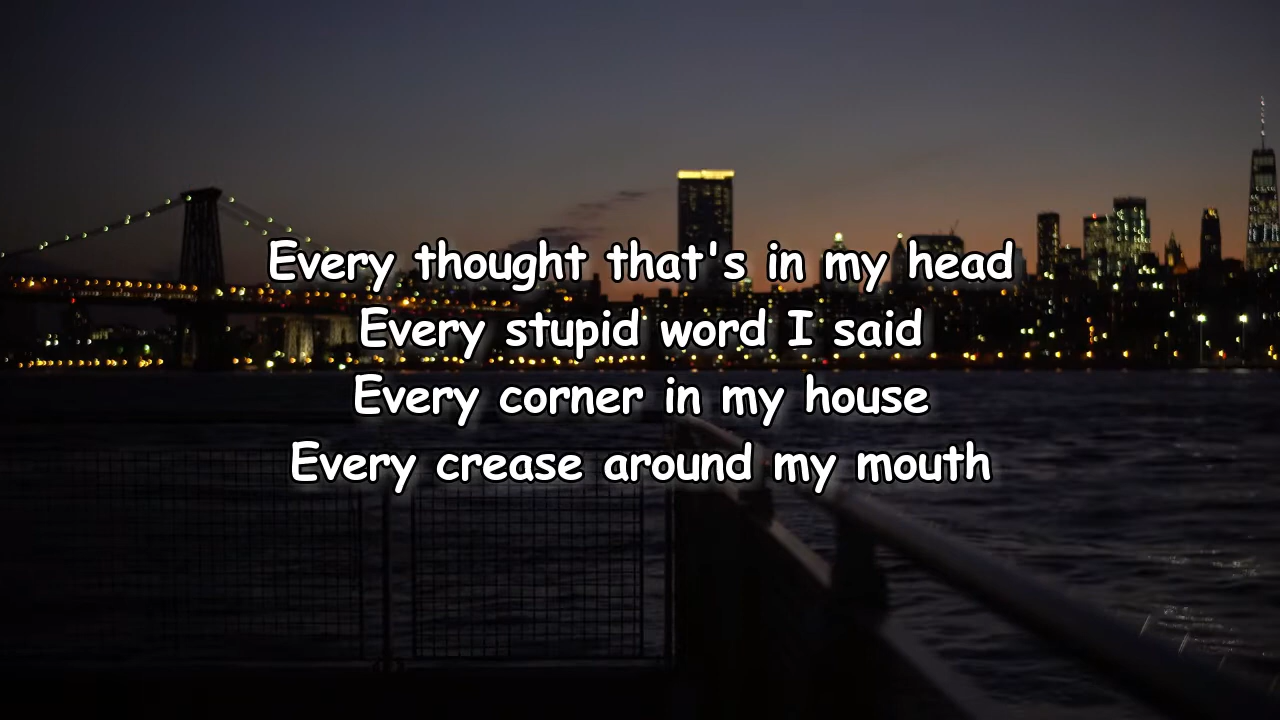 Every thought that's in my head
Every stupid word I said
Every corner in my house
Every crease around my mouth